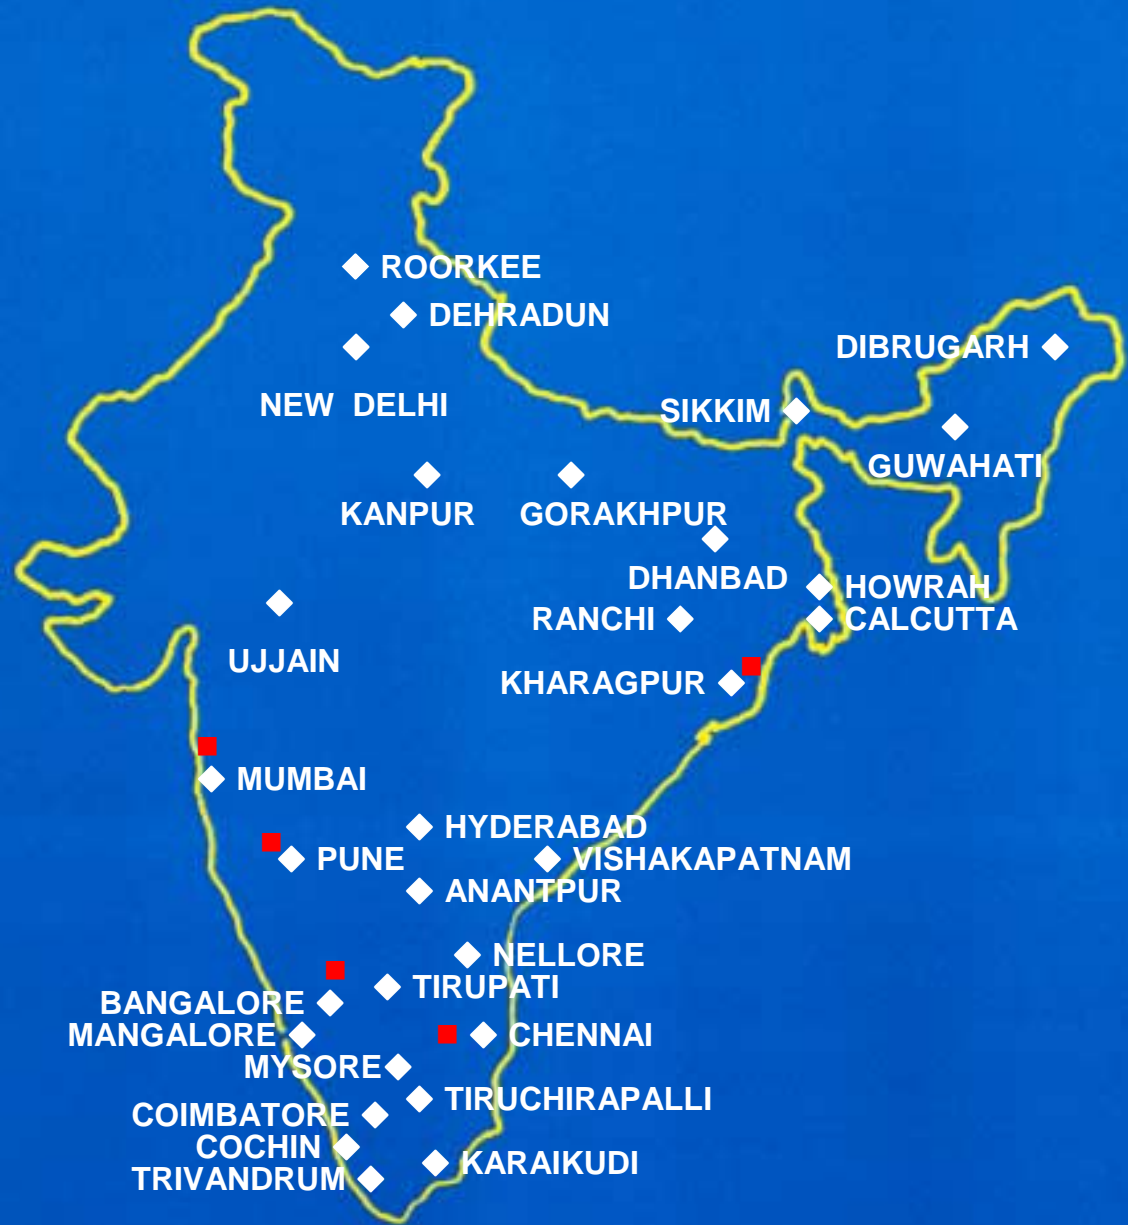 ROORKEE
DEHRADUN
DIBRUGARH
NEW DELHI
SIKKIM
GUWAHATI
KANPUR
GORAKHPUR
DHANBAD
HOWRAH
RANCHI
CALCUTTA
UJJAIN
KHARAGPUR
MUMBAI
HYDERABAD
PUNE
VISHAKAPATNAM
ANANTPUR
NELLORE
TIRUPATI
BANGALORE
MANGALORE
CHENNAI
MYSORE
TIRUCHIRAPALLI
COIMBATORE
COCHIN
KARAIKUDI
TRIVANDRUM